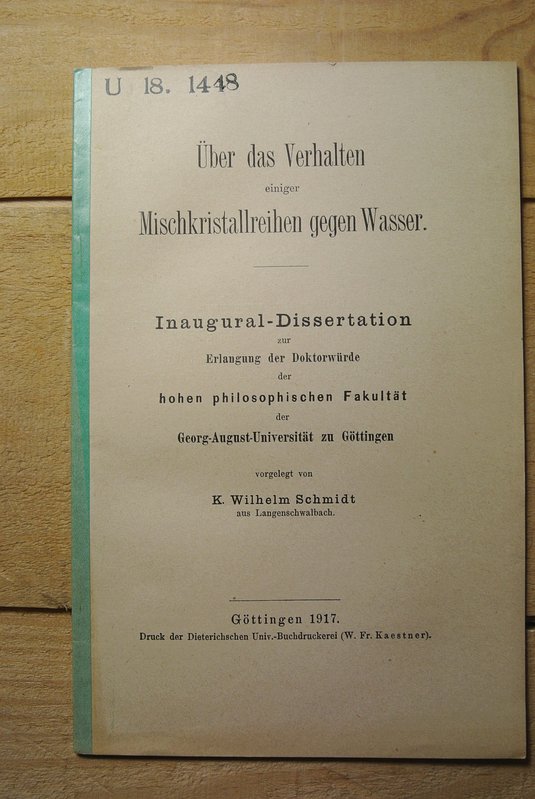 U 18. 1448
Über das Verhalten
einiger
Mischkristallreihen gegen Wasser.
Inaugural-Dissertation
zur
Erlangung der Doktorwürde
der
hohen philosophischen Fakultät
der
Georg-August-Universität zu Göttingen
vorgelegt von
K. Wilhelm Schmidt
aus Langenschwalbach.
Göttingen 1917.
Druck der Dieterichschen Univ.-Buchdruckerei (W. Fr. Kaestner).